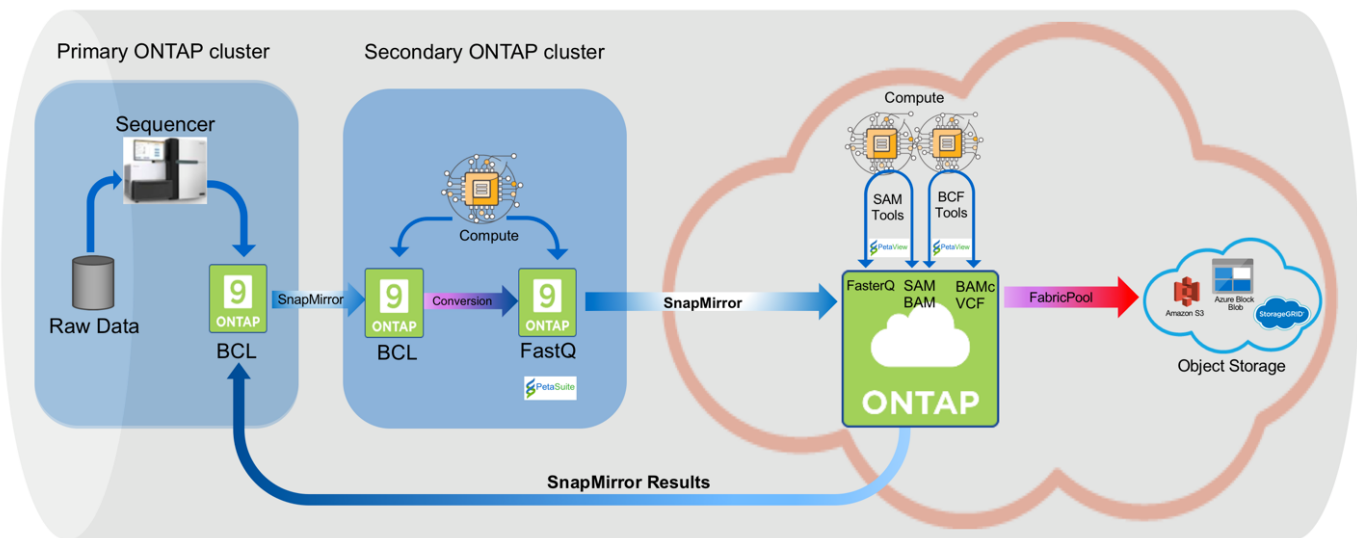 Primary ONTAP cluster
Secondary ONTAP cluster
Sequencer
Raw Data
9
ONTAP
BCL
SnapMirror
Compute
9
ONTAP
BCL
Conversion
9
ONTAP
FastQ
PetaSuite
SnapMirror
Compute
SAM
Tools
BCF
Tools
PetaView
PetaView
FasterQ
SAM
BAM
BAMc
VCF
ONTAP
FabricPool
Amazon S3
Azure Block
Blob
StorageGRID®
Object Storage
SnapMirror Results